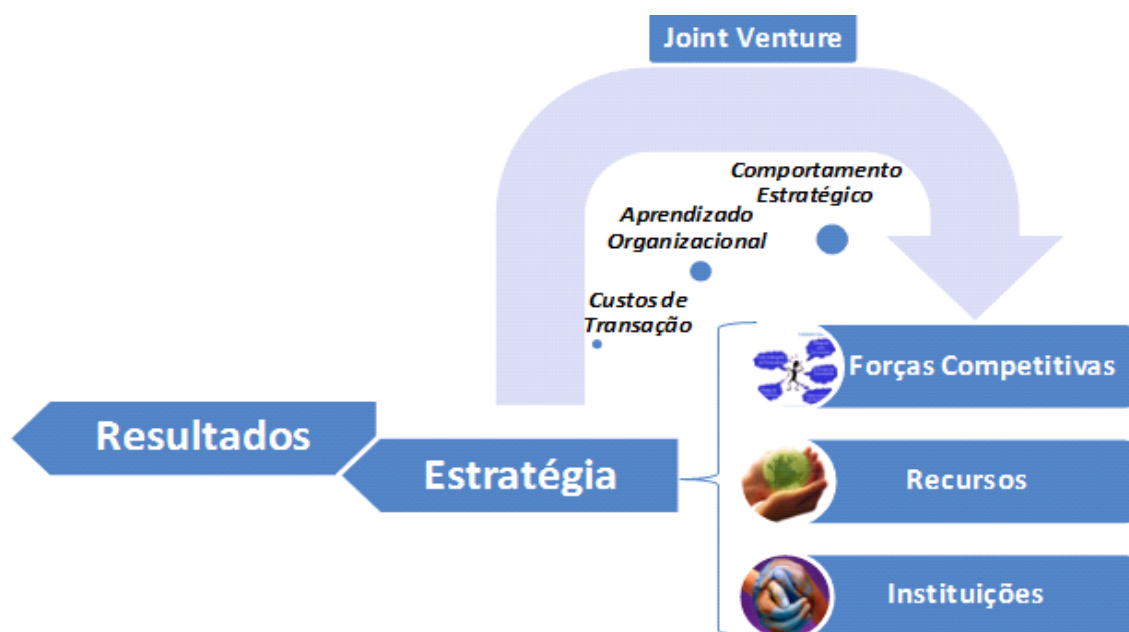 Joint Venture
Comportamento
Estratégico
Aprendizado
Organizacional
Custos de
Transação
Forças Competitivas
Resultados
Estratégia
Recursos
Instituições